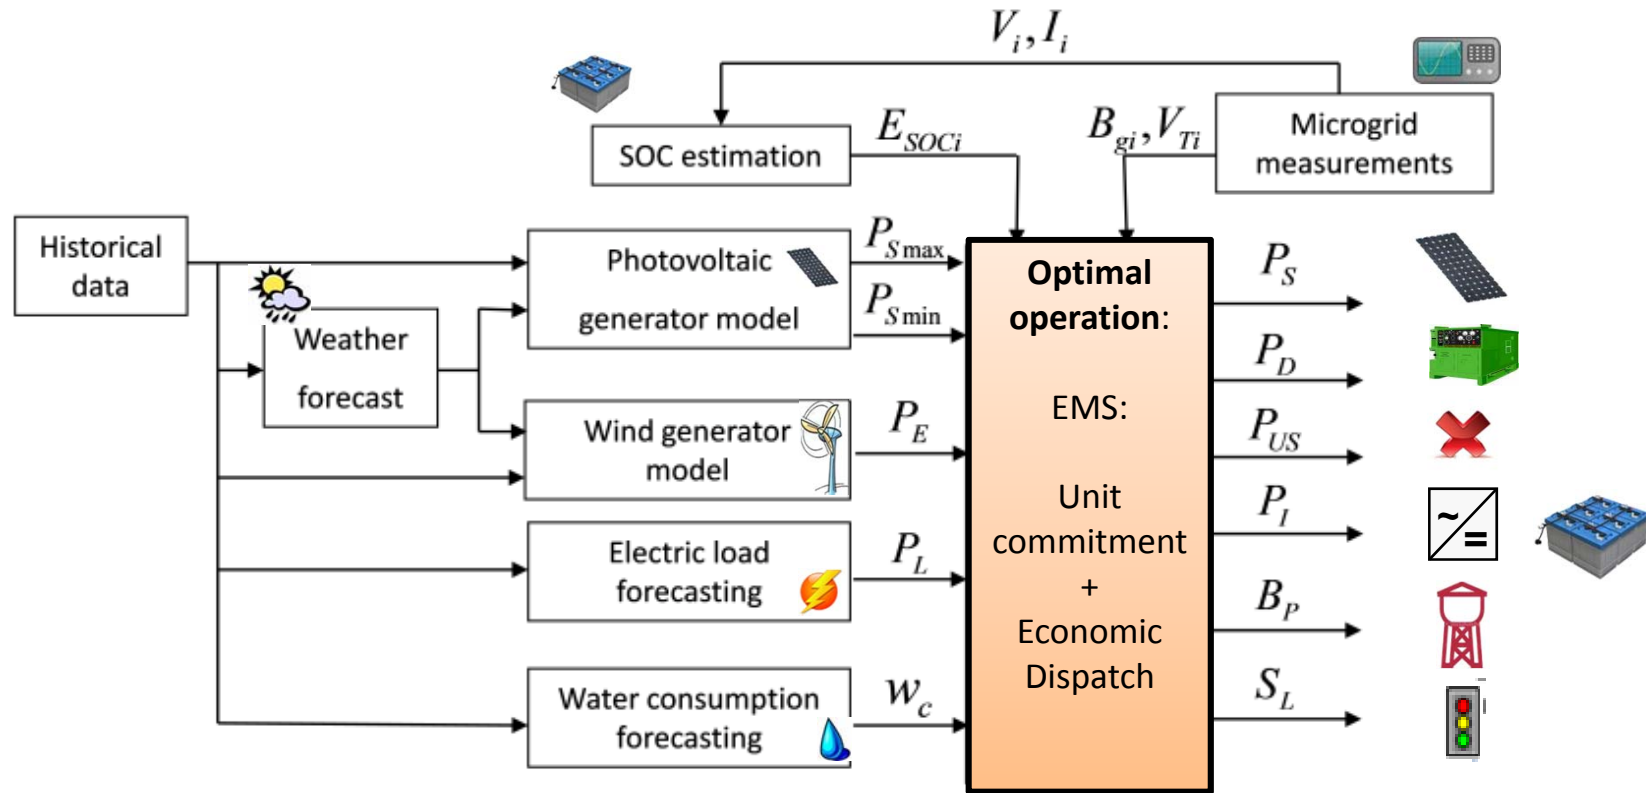 V_i, I_i
SOC estimation
E_SOCi
B_gi, V_Ti
Microgrid
measurements
Historical
data
Weather
forecast
Photovoltaic
generator model
P_Smax
P_Smin
Wind generator
model
P_E
Electric load
forecasting
P_L
Water consumption
forecasting
w_c
Optimal
operation:
EMS:
Unit
commitment
+
Economic
Dispatch
P_S
P_D
P_US
P_I
~
=
B_P
S_L